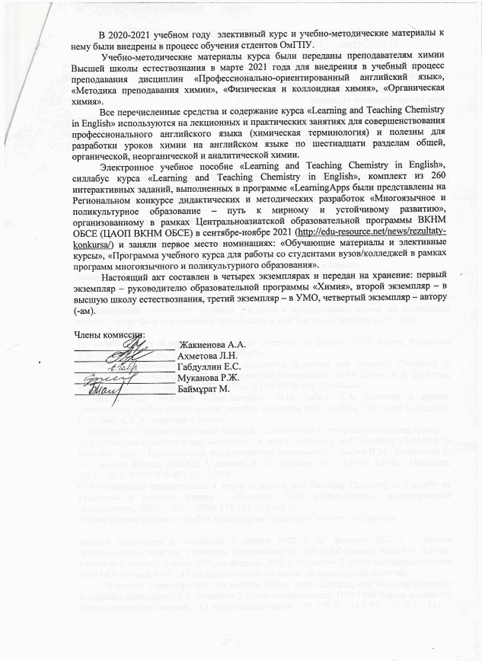 В 2020-2021 учебном году элективный курс и учебно-методические материалы к
нему были внедрены в процесс обучения стдентов ОмГПУ.
Учебно-методические материалы курса были переданы преподавателям химии
Высшей школы естествознания в марте 2021 года для внедрения в учебный процесс
преподавания дисциплин «Профессионально-ориентированный английский язык»,
«Методика преподавания химии», «Физическая и коллоидная химия», «Органическая
химия».
Все перечисленные средства и содержание курса «Learning and Teaching Chemistry
in English» используются на лекционных и практических занятиях для совершенствования
профессионального английского языка (химическая терминология) и полезны для
разработки уроков химии на английском языке по шестнадцати разделам общей,
органической, неорганической и аналитической химии.
Электронное учебное пособие «Learning and Teaching Chemistry in English»,
силлабус курса «Learning and Teaching Chemistry in English», комплект из 260
интерактивных заданий, выполненных в программе «LearningApps были представлены на
Региональном конкурсе дидактических и методических разработок «Многоязычное и
поликультурное образование – путь к мирному и устойчивому развитию»,
организованному в рамках Центральноазиатской образовательной программы ВКНМ
ОБСЕ (ЦАОП ВКНМ ОБСЕ) в сентябре-ноябре 2021 (http://edu-resource.net/news/rezultaty-
konkursa/) и заняли первое место номинациях: «Обучающие материалы и элективные
курсы», «Программа учебного курса для работы со студентами вузов/колледжей в рамках
программ многоязычного и поликультурного образования».
Настоящий акт составлен в четырех экземплярах и передан на хранение: первый
экземпляр – руководителю образовательной программы «Химия», второй экземпляр – в
высшую школу естествознания, третий экземпляр – в УМО, четвертый экземпляр – автору
(-ам).
Члены комиссии:
Жакиенова А.А.
Ахметова Л.Н.
Габдуллин Е.С.
Муканова Р.Ж.
Баймұрат М.